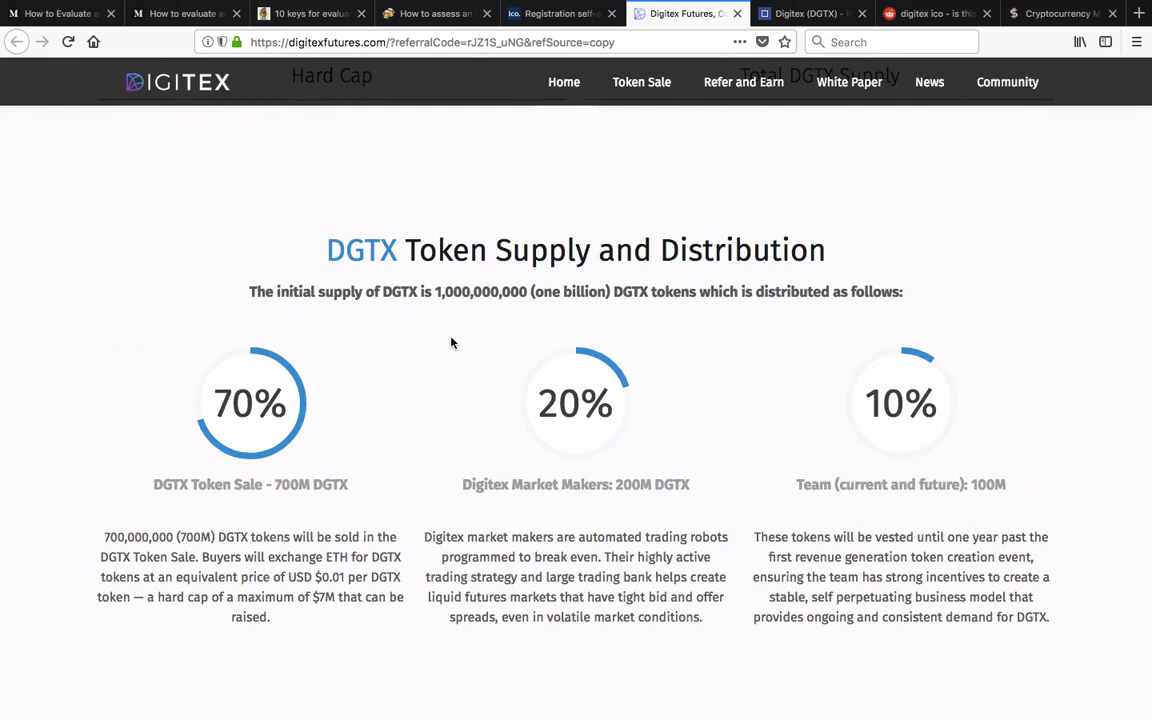 How to Evaluate a
How to evaluate a
10 keys for evalua
How to assess an
ico. Registration self-
Digitex Futures, C
Digitex (DGTX) -
digitex ico - is this
Cryptocurrency M
https://digitexfutures.com/?referralCode=rJZ1S_uNG&refSource=copy
Search
DIGITEX
Home
Token Sale
Refer and Earn
White Paper
News
Community
Hard Cap
Total DGTX Supply
DGTX Token Supply and Distribution
The initial supply of DGTX is 1,000,000,000 (one billion) DGTX tokens which is distributed as follows:
70%
DGTX Token Sale - 700M DGTX
700,000,000 (700M) DGTX tokens will be sold in the
DGTX Token Sale. Buyers will exchange ETH for DGTX
tokens at an equivalent price of USD $0.01 per DGTX
token — a hard cap of a maximum of $7M that can be
raised.
20%
Digitex Market Makers: 200M DGTX
Digitex market makers are automated trading robots
programmed to break even. Their highly active
trading strategy and large trading bank helps create
liquid futures markets that have tight bid and offer
spreads, even in volatile market conditions.
10%
Team (current and future): 100M
These tokens will be vested until one year past the
first revenue generation token creation event,
ensuring the team has strong incentives to create a
stable, self perpetuating business model that
provides ongoing and consistent demand for DGTX.